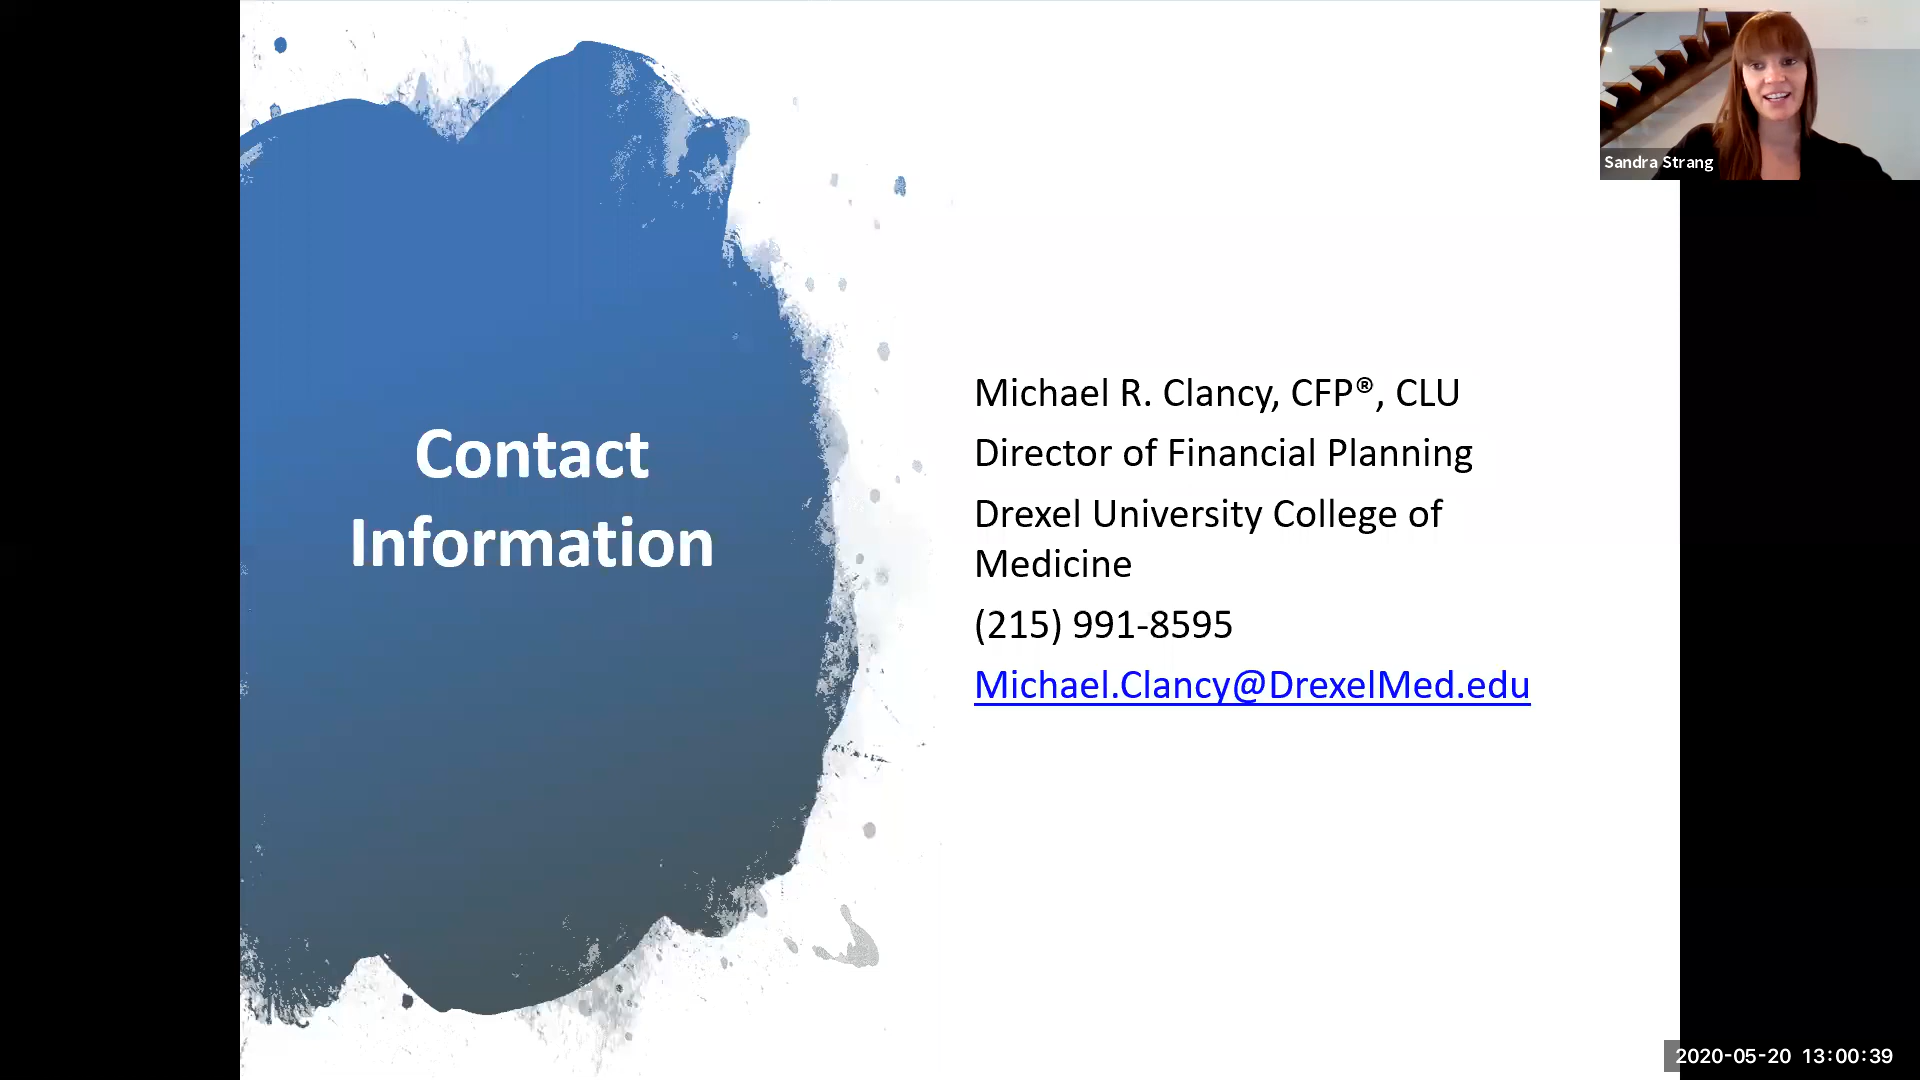 Contact
Information
Michael R. Clancy, CFP®, CLU
Director of Financial Planning
Drexel University College of
Medicine
(215) 991-8595
Michael.Clancy@DrexelMed.edu
Sandra Strang
2020-05-20 13:00:39